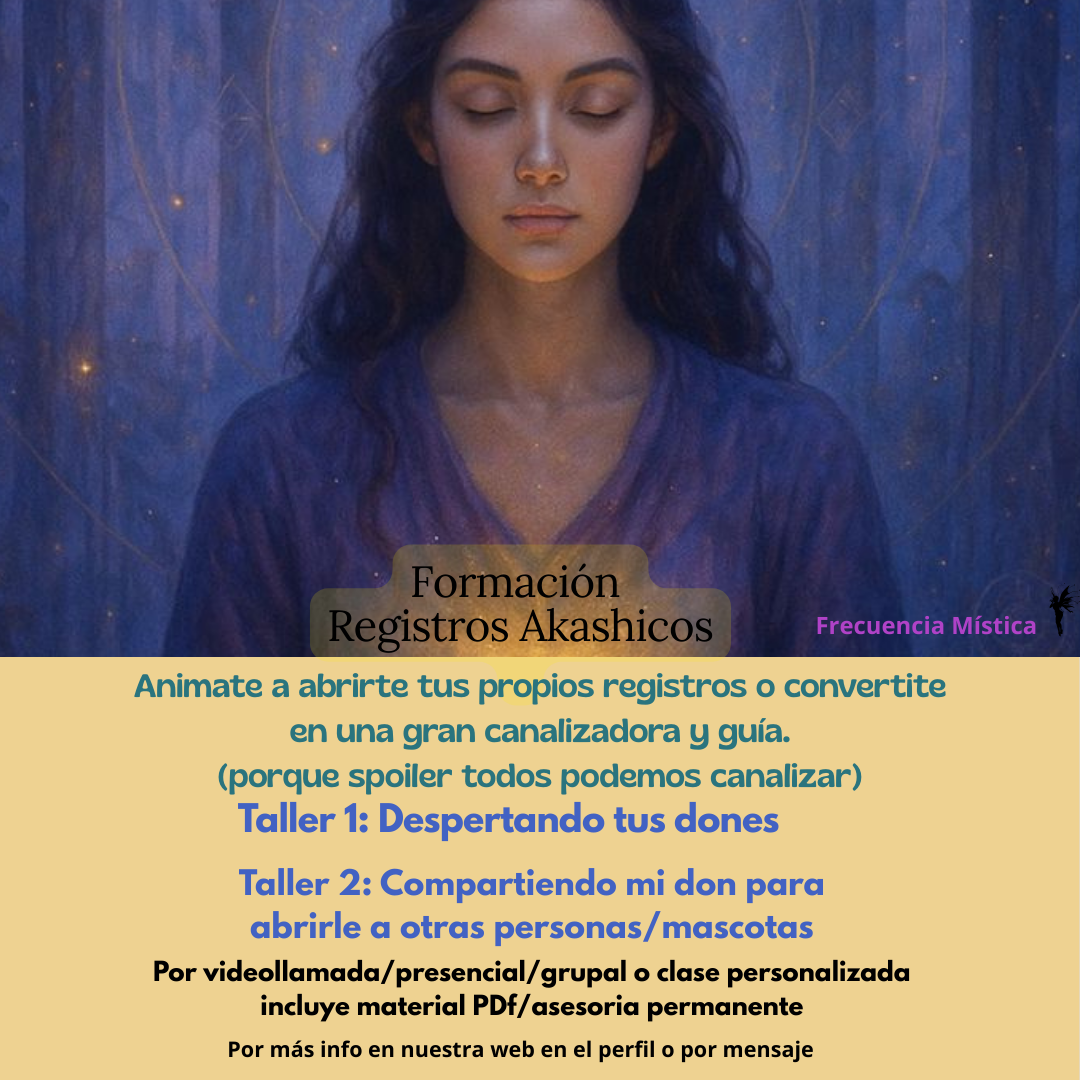 Formación
Registros Akashicos
Frecuencia Mística
Animate a abrirte tus propios registros o convertite
en una gran canalizadora y guía.
(porque spoiler todos podemos canalizar)
Taller 1: Despertando tus dones
Taller 2: Compartiendo mi don para
abrirle a otras personas/mascotas
Por videollamada/presencial/grupal o clase personalizada
incluye material PDf/asesoria permanente
Por más info en nuestra web en el perfil o por mensaje